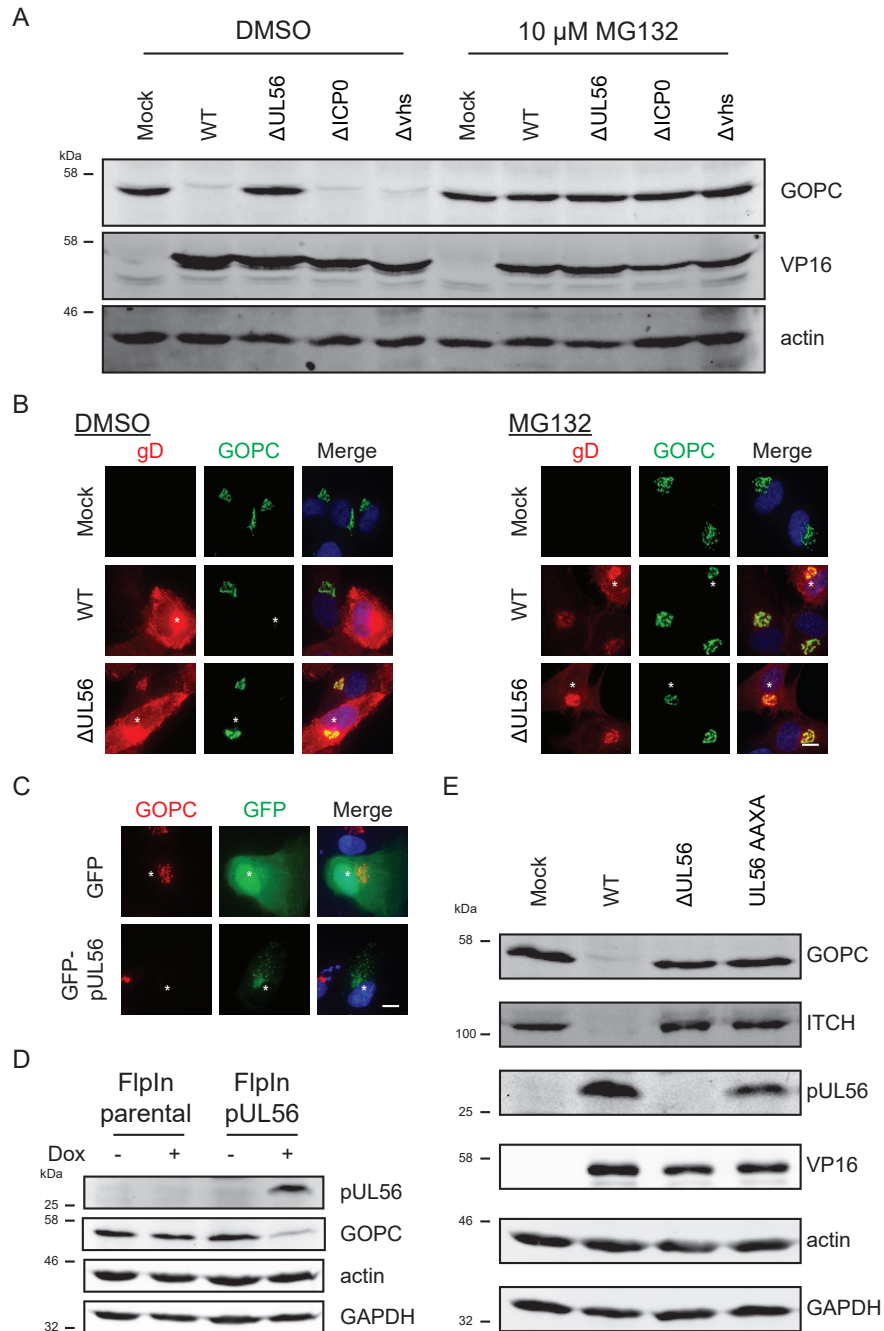 A
DMSO 10 µM MG132
Mock WT ΔUL56 ΔICP0 Δvhs Mock WT ΔUL56 ΔICP0 Δvhs
kDa
58
GOPC
58
VP16
46
actin
B
DMSO
gD GOPC Merge
Mock
WT
*
*
ΔUL56
*
*
*
MG132
gD GOPC Merge
Mock
WT
*
*
*
ΔUL56
*
*
*
C
GOPC GFP Merge
GFP
*
*
*
GFP-
pUL56
*
*
*
D
FlpIn FlpIn
parental pUL56
Dox - + - +
kDa
25
pUL56
58
GOPC
46
actin
32
GAPDH
E
Mock WT ΔUL56 UL56 AAXA
kDa
58
GOPC
ITCH
100
pUL56
25
58
VP16
46
actin
GAPDH
32